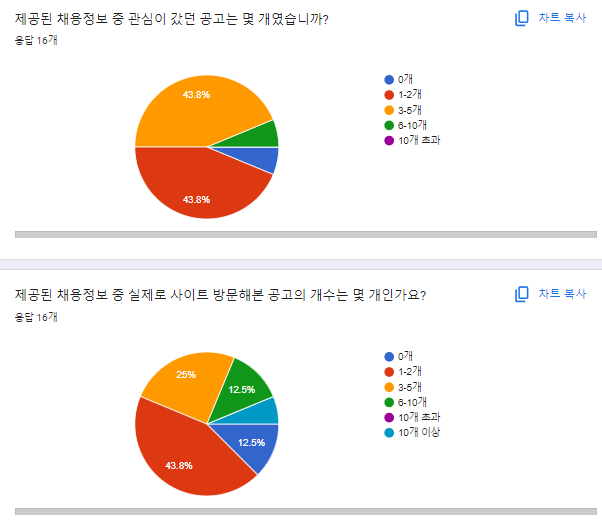 제공된 채용정보 중 관심이 갔던 공고는 몇 개였습니까?
차트 복사
응답 16개
43.8%
43.8%
0개
1-2개
3-5개
6-10개
10개 초과
제공된 채용정보 중 실제로 사이트 방문해본 공고의 개수는 몇 개인가요?
차트 복사
응답 16개
25%
12.5%
12.5%
43.8%
0개
1-2개
3-5개
6-10개
10개 초과
10개 이상